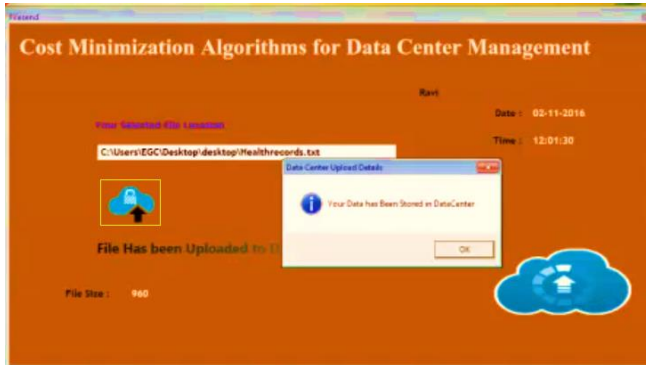 Filesend
Cost Minimization Algorithms for Data Center Management
Ravi
Date : 02-11-2016
Your Selected File Location
Time : 12:01:30
C:\Users\EGC\Desktop\desktop\Healthrecords.txt
Data Center Upload Details
Your Data has Been Stored in DataCenter
OK
File Has been Uploaded to D
File Size : 960